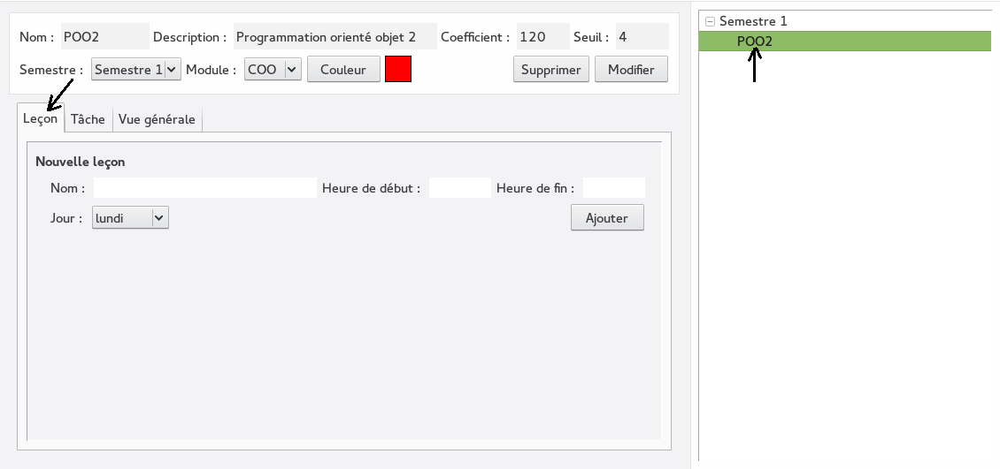 Nom : POO2 Description : Programmation orienté objet 2 Coefficient : 120 Seuil : 4
Semestre : Semestre 1 Module : COO Couleur Supprimer Modifier
Leçon Tâche Vue générale
Nouvelle leçon
Nom : Heure de début : Heure de fin :
Jour : lundi Ajouter
Semestre 1
POO2